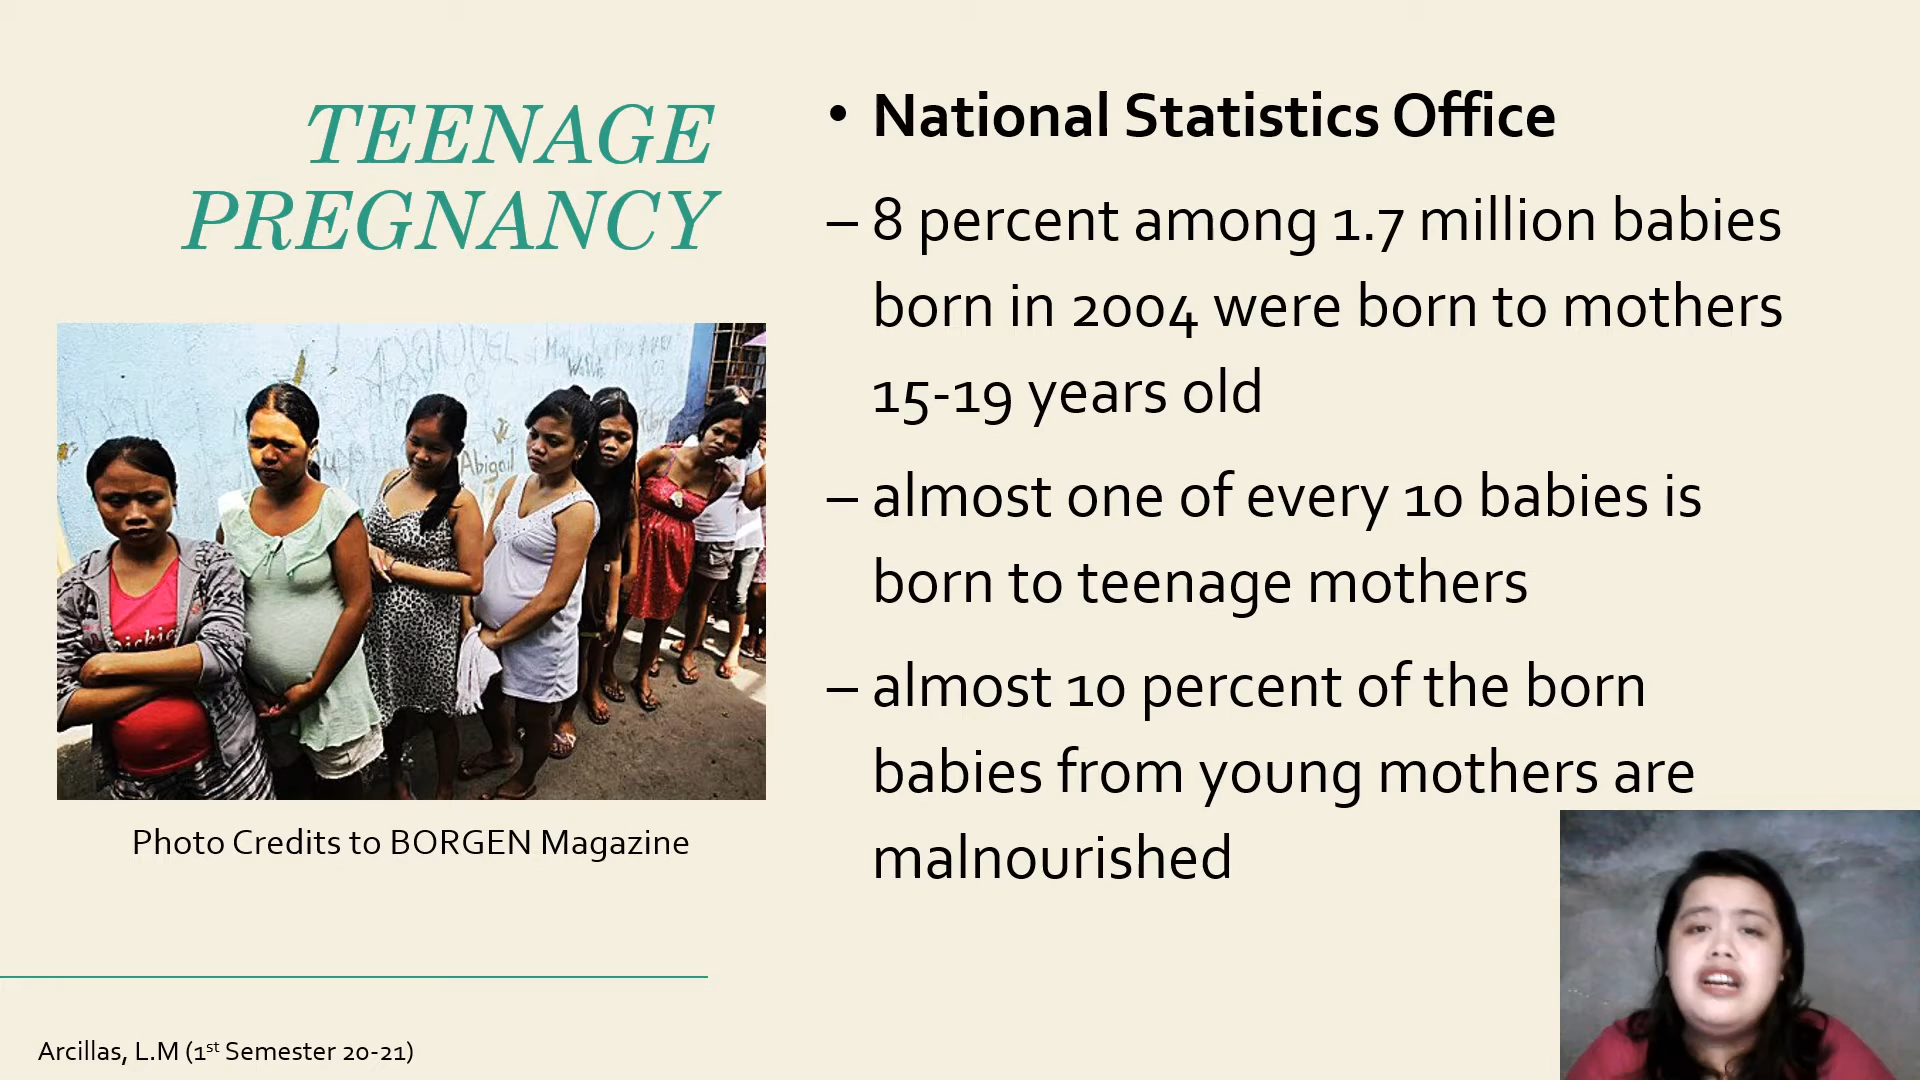 TEENAGE
PREGNANCY
• National Statistics Office
– 8 percent among 1.7 million babies
born in 2004 were born to mothers
15-19 years old
– almost one of every 10 babies is
born to teenage mothers
– almost 10 percent of the born
babies from young mothers are
malnourished
Abigail
Photo Credits to BORGEN Magazine
Arcillas, L.M (1st Semester 20-21)